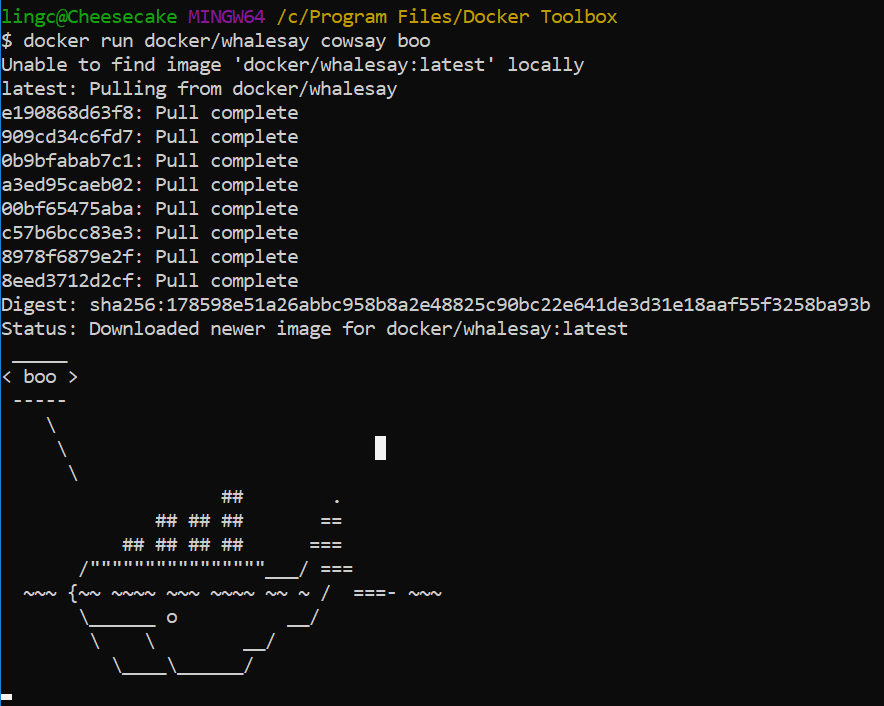 lingc@Cheesecake MINGW64 /c/Program Files/Docker Toolbox
$ docker run docker/whalesay cowsay boo
Unable to find image 'docker/whalesay:latest' locally
latest: Pulling from docker/whalesay
e190868d63f8: Pull complete
909cd34c6fd7: Pull complete
0b9bfabab7c1: Pull complete
a3ed95caeb02: Pull complete
00bf65475aba: Pull complete
c57b6bcc83e3: Pull complete
8978f6879e2f: Pull complete
8eed3712d2cf: Pull complete
Digest: sha256:178598e51a26abbc958b8a2e48825c90bc22e641de3d31e18aaf55f3258ba93b
Status: Downloaded newer image for docker/whalesay:latest
 _____
< boo >
 -----
    \
     \
      \
                    ##        .
              ## ## ##       ==
           ## ## ## ##      ===
       /""""""""""""""""___/ ===
  ~~~ {~~ ~~~~ ~~~ ~~~~ ~~ ~ /  ===- ~~~
       \______ o          __/
        \    \        __/
          \____\______/